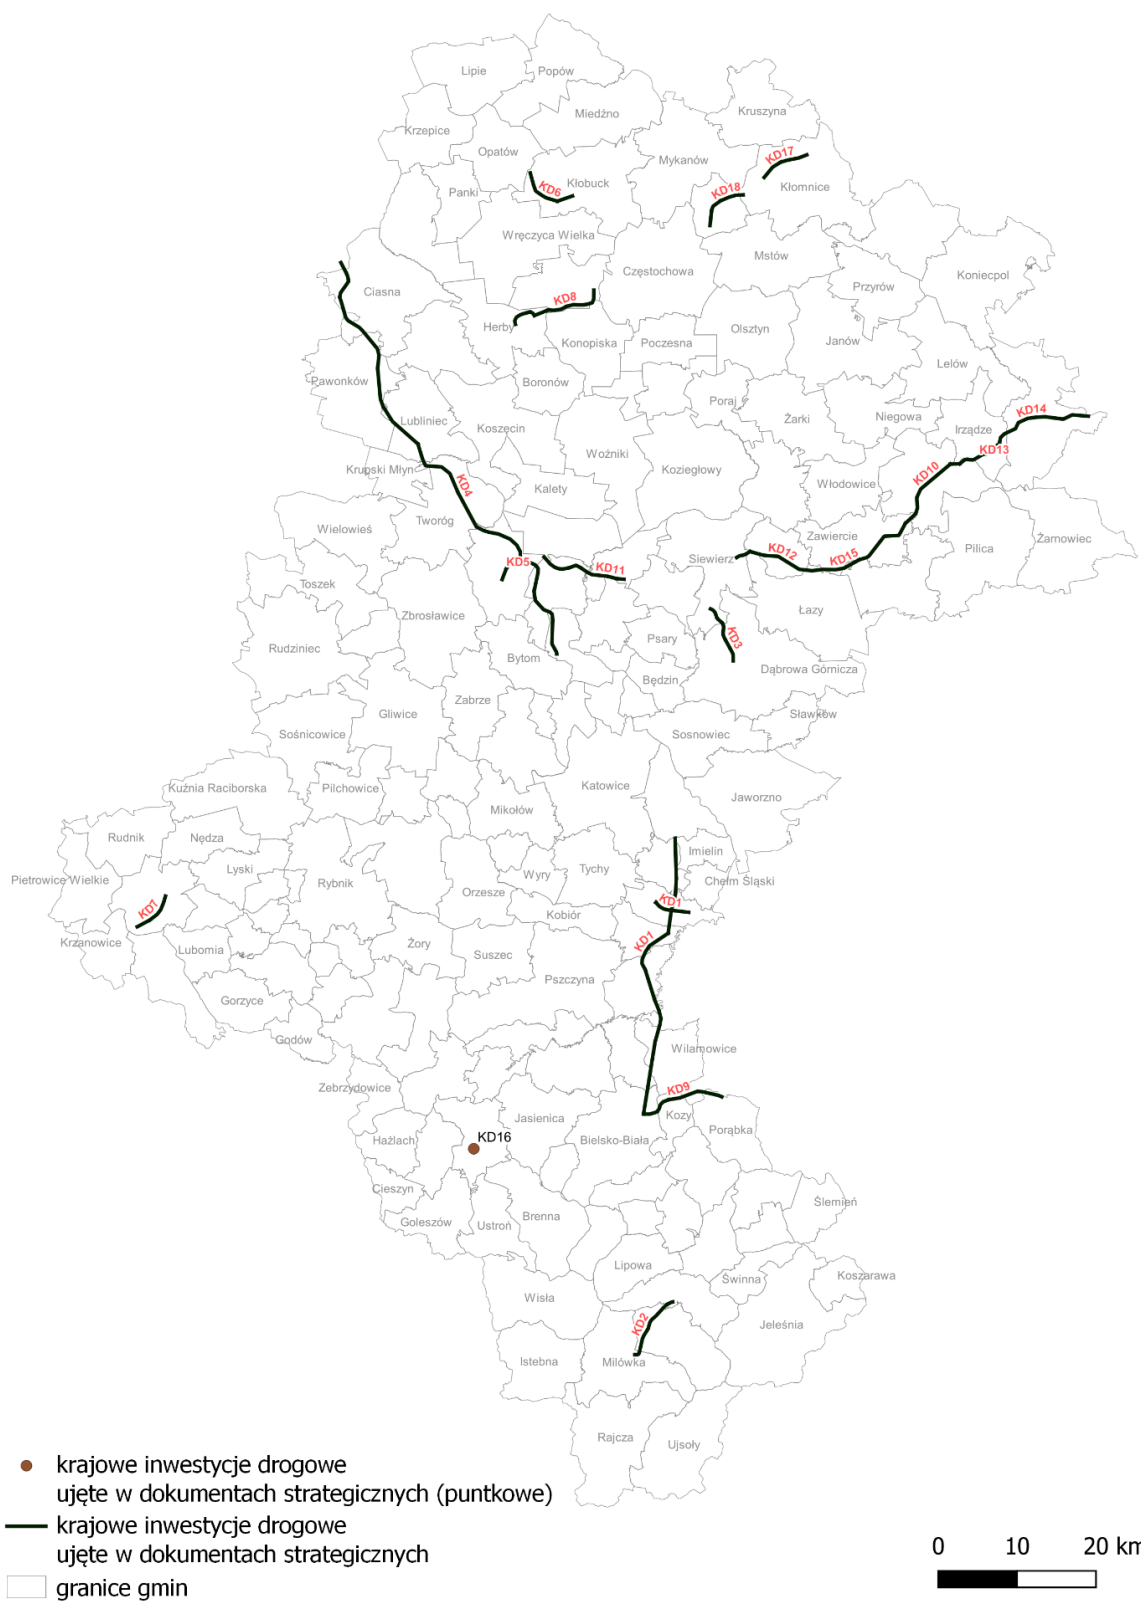 Lipie
Popów
Miedźno
Kruszyna
Krzepice
Opatów
Mykanów
KD17
Kłomnice
Panki
KD6
Kłobuck
KD18
Wręczyca Wielka
Mstów
Częstochowa
Koniecpol
Przyrów
Ciasna
KD8
Herby
Konopiska
Poczesna
Olsztyn
Janów
Lelów
Pawonków
Boronów
Poraj
Żarki
Niegowa
KD14
Irządze
Lubliniec
Koszęcin
KD13
Woźniki
Koziegłowy
KD10
Krupski Młyn
KD4
Kalety
Włodowice
Tworóg
Wielowieś
Zawiercie
Żarnowiec
Pilica
KD12
KD15
Siewierz
KD5
KD11
Toszek
Zbrosławice
Łazy
KD3
Psary
Rudziniec
Bytom
Dąbrowa Górnicza
Będzin
Zabrze
Gliwice
Sławków
Sośnicowice
Sosnowiec
Kuźnia Raciborska
Pilchowice
Katowice
Jaworzno
Mikołów
Rudnik
Nędza
Imielin
Lyski
Tychy
Wyry
Pietrowice Wielkie
Rybnik
Chełm Śląski
Orzesze
KD1
KD7
Kobiór
Krzanowice
Lubomia
Żory
KD1
Suszec
Pszczyna
Gorzyce
Godów
Wilamowice
Zebrzydowice
KD9
Jasienica
Kozy
Porąbka
KD16
Hażlach
Bielsko-Biała
Cieszyn
Ślemień
Goleszów
Ustroń
Brenna
Lipowa
Świnna
Koszarawa
Wisła
KD2
Jeleśnia
Istebna
Milówka
Rajcza
Ujsoły
krajowe inwestycje drogowe
ujęte w dokumentach strategicznych (puntkowe)
krajowe inwestycje drogowe
ujęte w dokumentach strategicznych
granice gmin
0 10 20 km